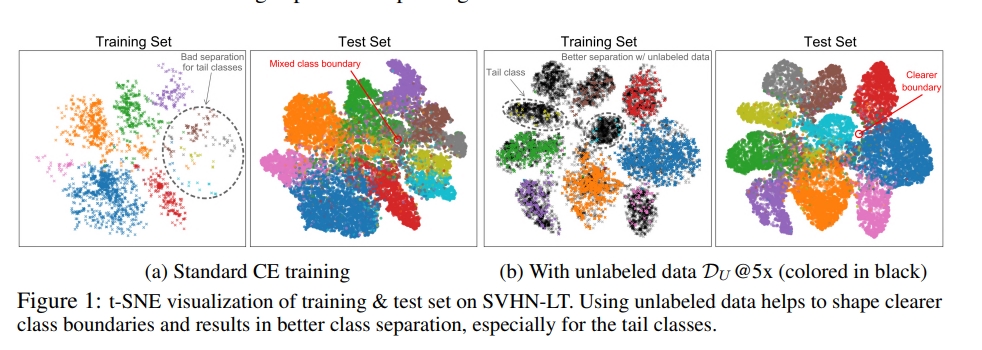 Training Set
Test Set
Training Set
Test Set
Bad separation
for tail classes
Mixed class boundary
Better separation w/ unlabeled data
Tail class
Clearer
boundary
(a) Standard CE training
(b) With unlabeled data 𝒟U@5x (colored in black)
Figure 1: t-SNE visualization of training & test set on SVHN-LT. Using unlabeled data helps to shape clearer
class boundaries and results in better class separation, especially for the tail classes.